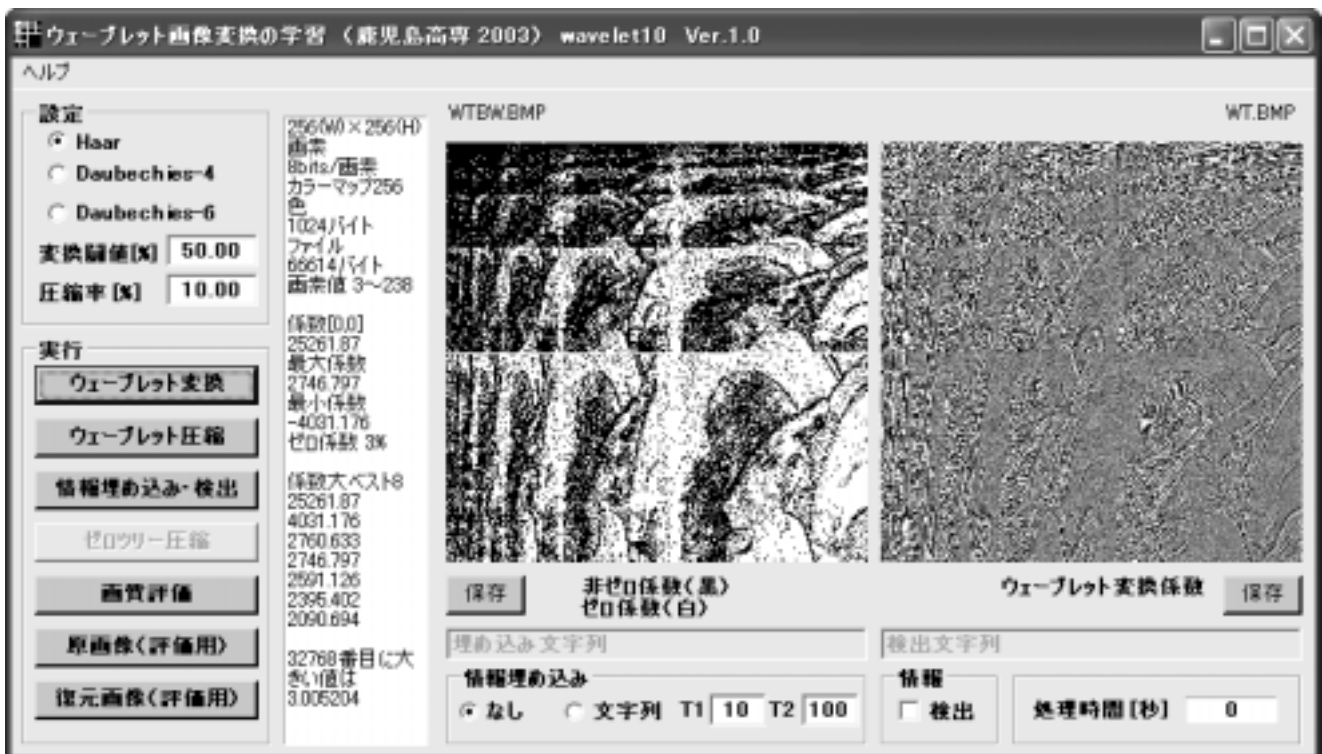 ウェーブレット画像変換の学習 （鹿児島高専 2003） wavelet10 Ver.1.0
ヘルプ
設定
Haar
Daubechies-4
Daubechies-6
変換閾値[%] 50.00
圧縮率[%] 10.00
実行
ウェーブレット変換
ウェーブレット圧縮
情報埋め込み・検出
ゼロツリー圧縮
画質評価
原画像(評価用)
復元画像(評価用)
256(W)×256(H)
画素
8bits/画素
カラーマップ256
色
1024バイト
ファイル
66614バイト
画素値 3～238
係数[0,0]
25261.87
最大係数
2746.797
最小係数
-4031.176
ゼロ係数 3%
係数大ベスト8
25261.87
4031.176
2760.633
2746.797
2591.126
2395.402
2090.694
32768番目に大
きい値は
3.005204
WTBW.BMP
WT.BMP
保存
非ゼロ係数(黒)
ゼロ係数(白)
ウェーブレット変換係数
保存
埋め込み文字列
検出文字列
情報埋め込み
なし 文字列 T1 10 T2 100
情報
検出
処理時間[秒] 0